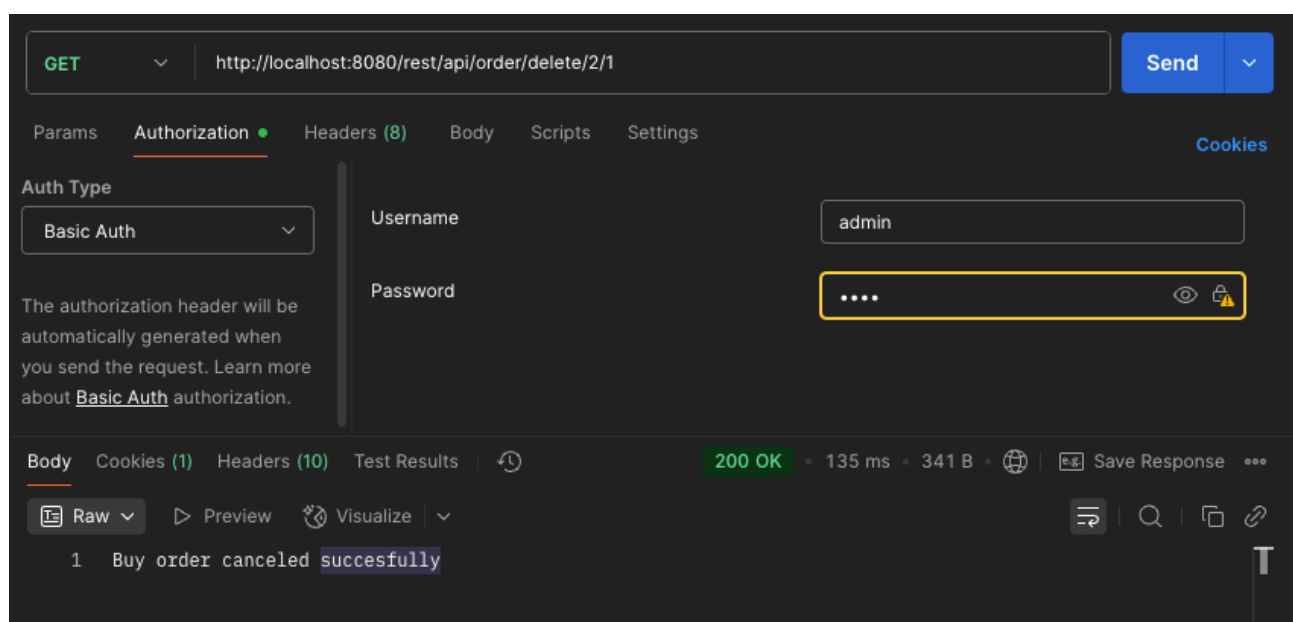 GET http://localhost:8080/rest/api/order/delete/2/1 Send
Params Authorization Headers (8) Body Scripts Settings
Cookies
Auth Type
Basic Auth
The authorization header will be
automatically generated when
you send the request. Learn more
about Basic Auth authorization.
Username admin
Password ••••
Body Cookies (1) Headers (10) Test Results 200 OK • 135 ms • 341 B • e.g. Save Response
Raw Preview Visualize
1 Buy order canceled succesfully